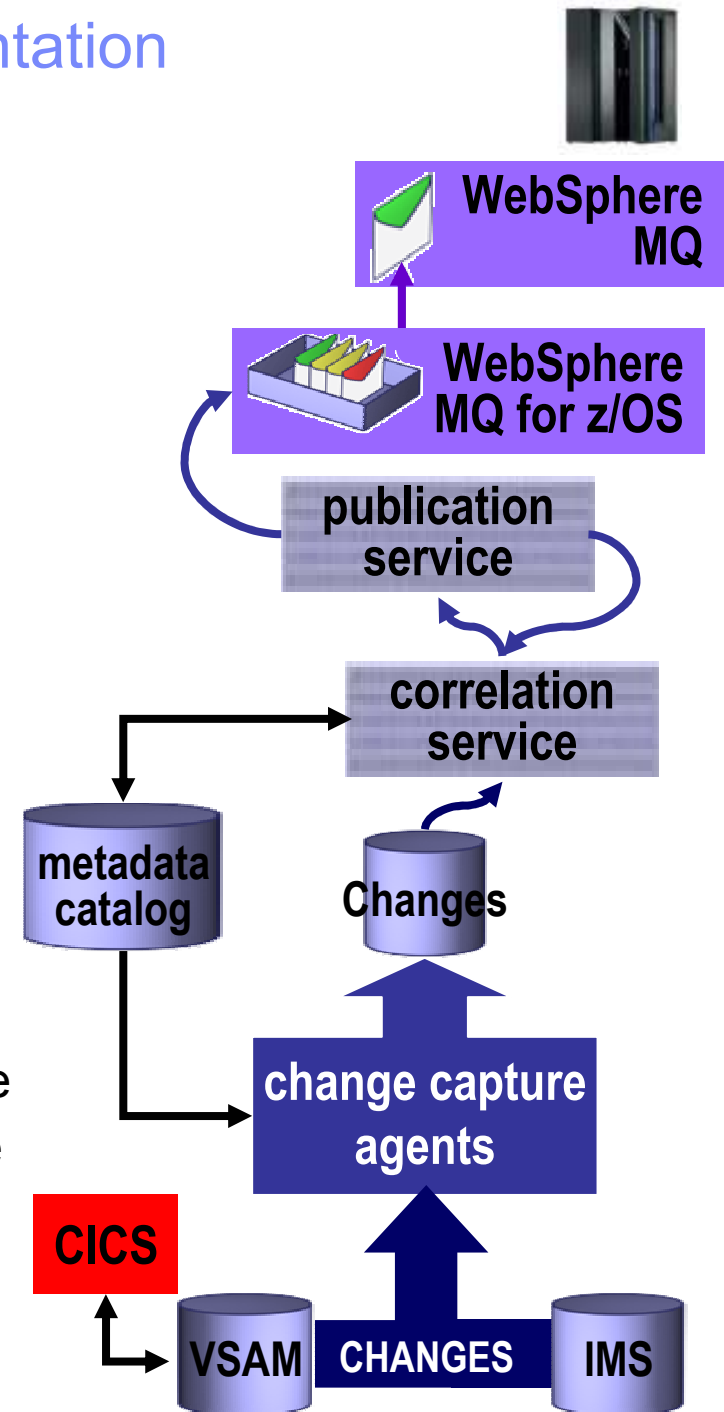 ntation
WebSphere
MQ
WebSphere
MQ for z/OS
publication
service
correlation
service
metadata
catalog
Changes
e
e
change capture
agents
CICS
VSAM
CHANGES
IMS